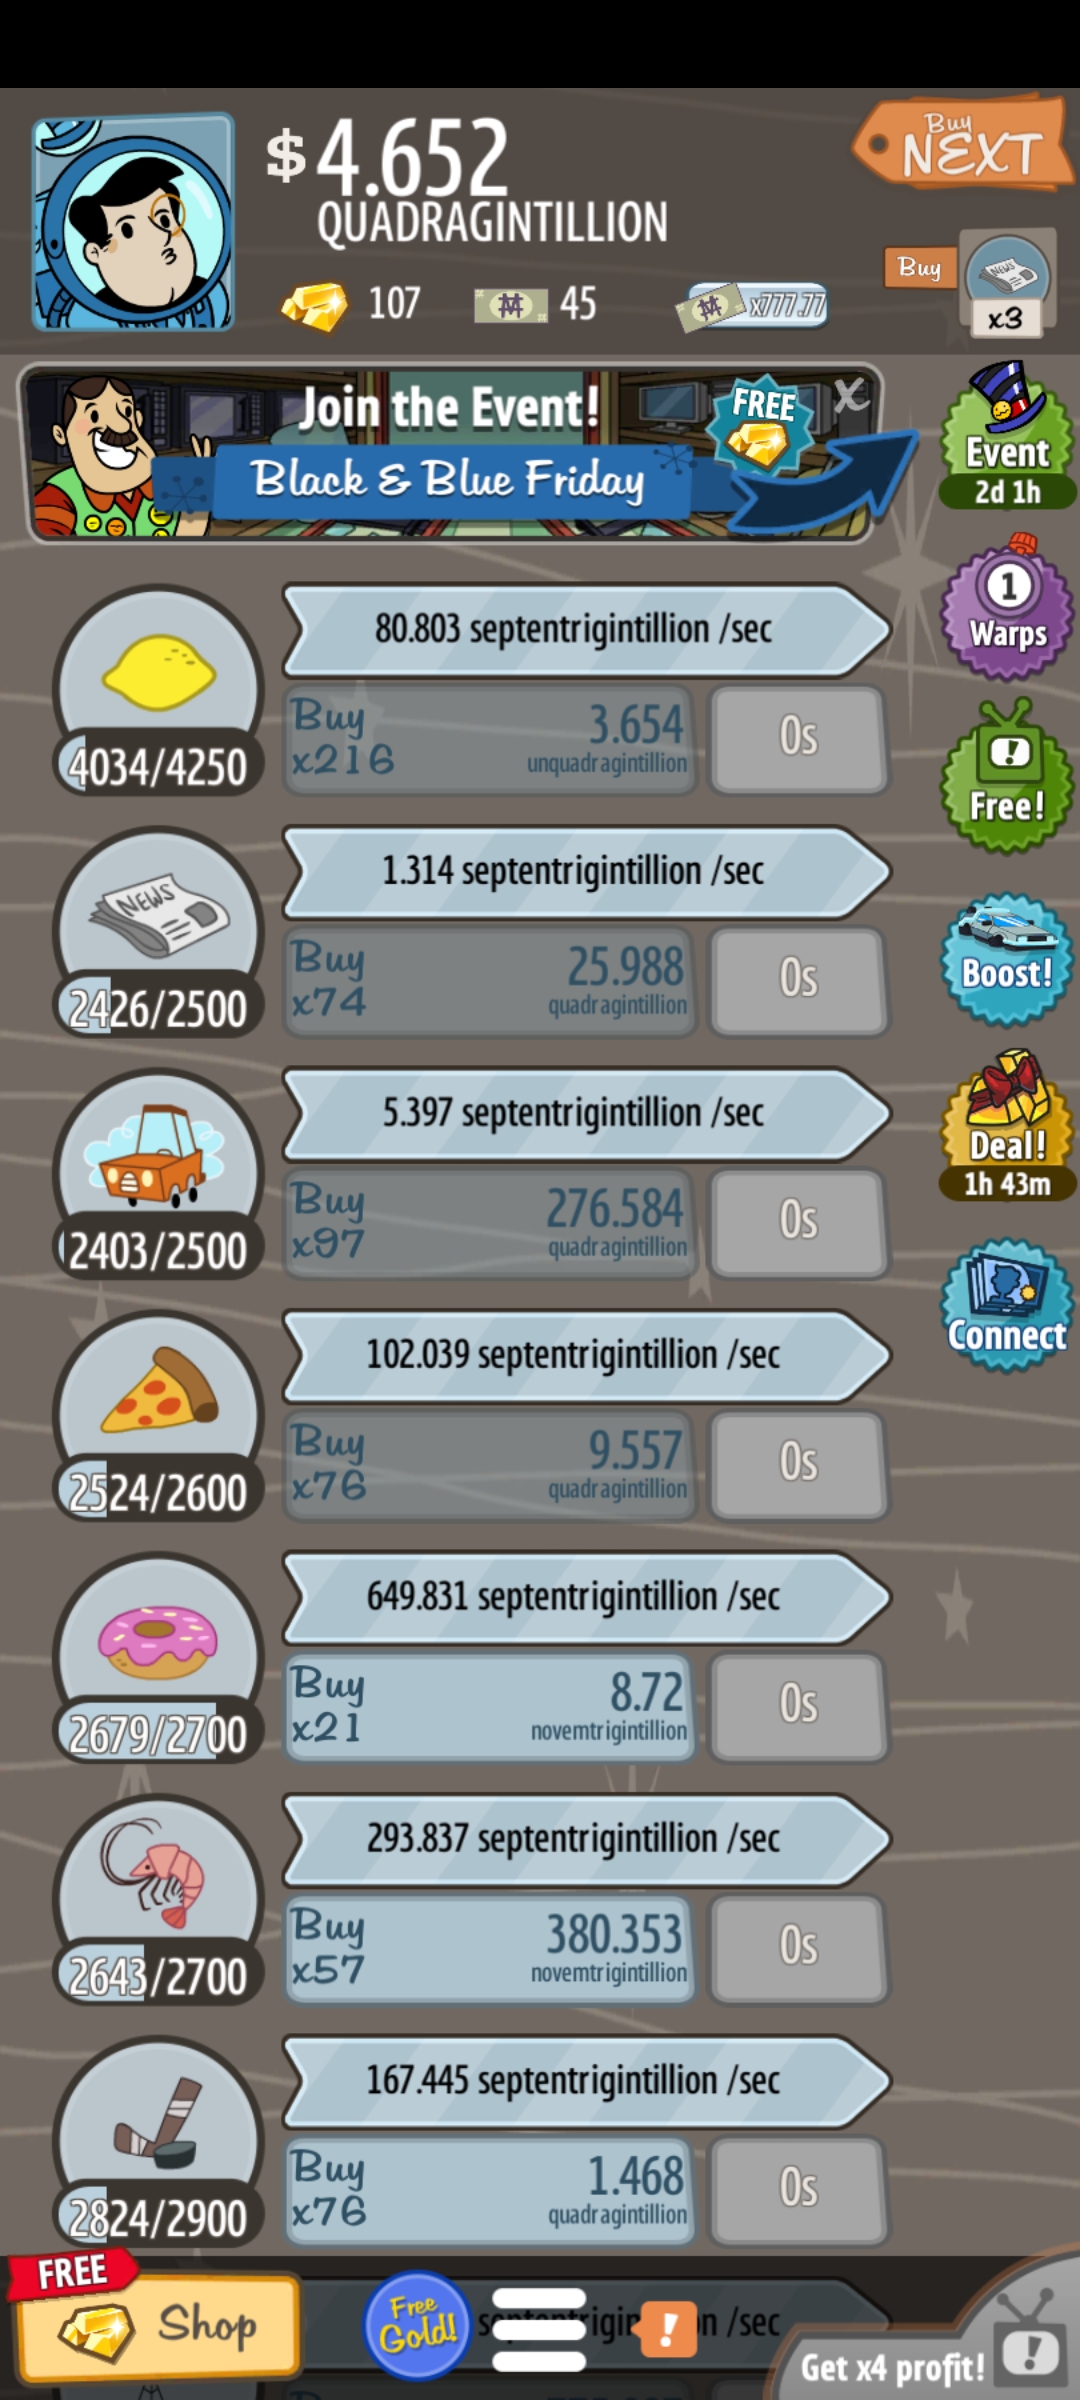 $4.652
QUADRAGINTILLION
Buy
NEXT
107
45
x777.77
Buy
NEWS
x3
Join the Event!
FREE
X
Black & Blue Friday
Event
2d 1h
80.803 septentrigintillion /sec
Buy
x216
3.654
unquadragintillion
0s
4034/4250
1
Warps
1.314 septentrigintillion /sec
NEWS
Buy
x74
25.988
quadragintillion
0s
2426/2500
!
Free!
Boost!
5.397 septentrigintillion /sec
Buy
x97
276.584
quadragintillion
0s
2403/2500
Deal!
1h 43m
102.039 septentrigintillion /sec
Buy
x76
9.557
quadragintillion
0s
2524/2600
Connect
649.831 septentrigintillion /sec
Buy
x21
8.72
novemtrigintillion
0s
2679/2700
293.837 septentrigintillion /sec
Buy
x57
380.353
novemtrigintillion
0s
2643/2700
167.445 septentrigintillion /sec
Buy
x76
1.468
quadragintillion
0s
2824/2900
FREE
Shop
Free
Gold!
!
/sec
Get x4 profit!
!